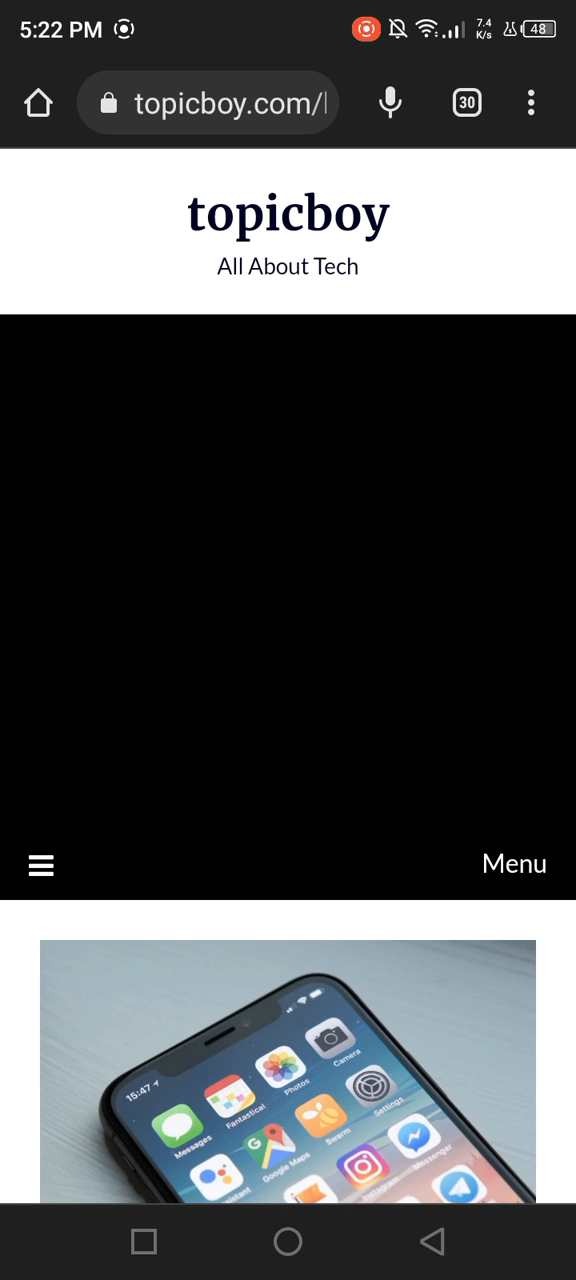 5:22 PM
7.4
K/s
48
topicboy.com/
30
topicboy
All About Tech
Menu
15:47
Camera
Photos
Fantastical
Messages
Settings
Swarm
Google Maps
Messenger
Instagram